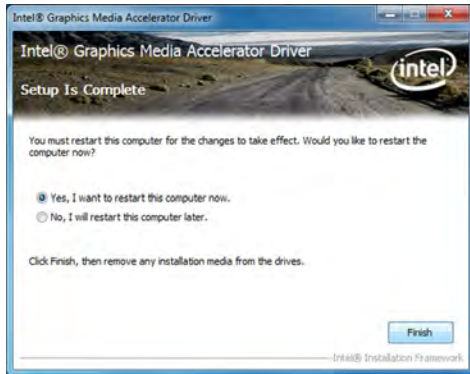 Intel® Graphics Media Accelerator Driver
Intel® Graphics Media Accelerator Driver
intel
Setup Is Complete
You must restart this computer for the changes to take effect. Would you like to restart the
computer now?
Yes, I want to restart this computer now.
No, I will restart this computer later.
Click Finish, then remove any installation media from the drives.
Finish
Intel® Installation Framework